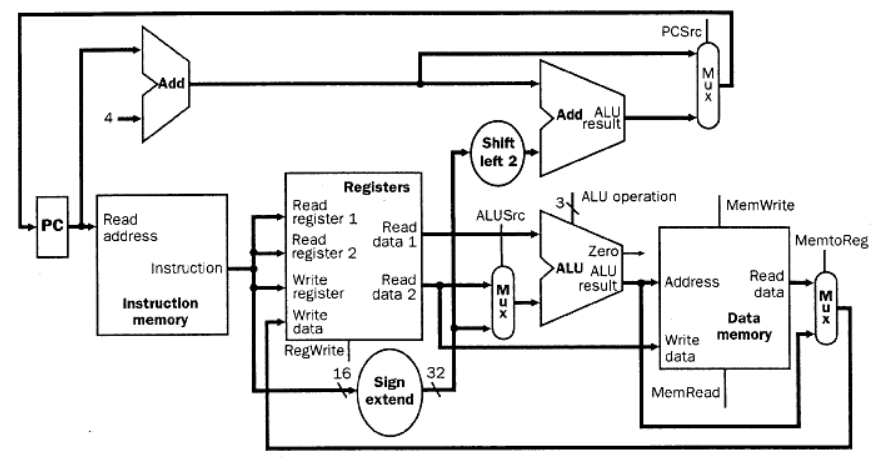 PCSrc
Add
4
Mux
Add
ALU
result
Shift
left 2
PC
Read
address
Instruction
Instruction
memory
Registers
Read
register 1
Read
register 2
Write
register
Write
data
Read
data 1
Read
data 2
RegWrite
16
Sign
extend
32
ALUSrc
Mux
3
ALU operation
Zero
ALU
ALU
result
MemWrite
Address
Read
data
Data
memory
Write
data
MemRead
MemtoReg
Mux